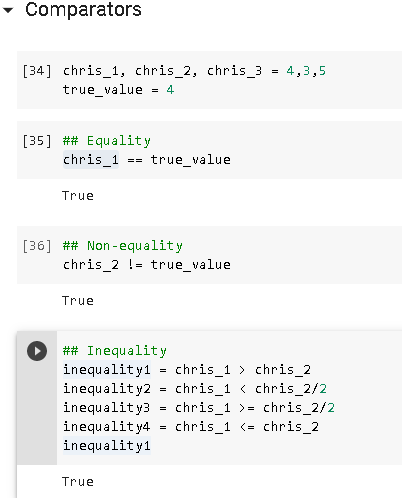 Comparators
[34] chris_1, chris_2, chris_3 = 4,3,5
true_value = 4
[35] ## Equality
chris_1 == true_value
True
[36] ## Non-equality
chris_2 != true_value
True
## Inequality
inequality1 = chris_1 > chris_2
inequality2 = chris_1 < chris_2/2
inequality3 = chris_1 >= chris_2/2
inequality4 = chris_1 <= chris_2
inequality1
True